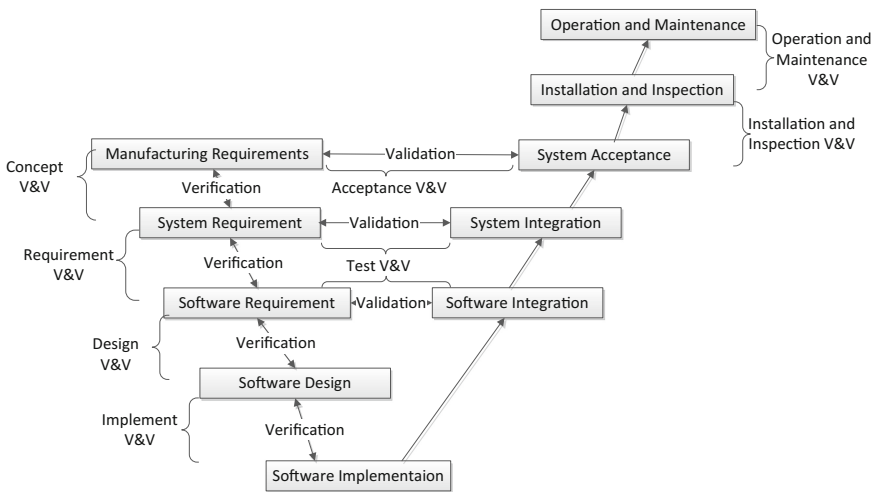 Operation and Maintenance
Operation and
Maintenance
V&V
Installation and Inspection
Installation and
Inspection V&V
Manufacturing Requirements
Validation
System Acceptance
Concept
V&V
Verification
Acceptance V&V
System Requirement
Validation
System Integration
Requirement
V&V
Verification
Test V&V
Software Requirement
Validation
Software Integration
Design
V&V
Verification
Software Design
Implement
V&V
Verification
Software Implementaion